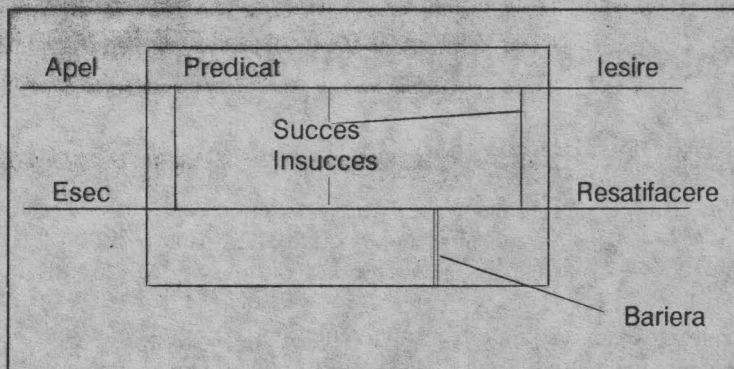 Apel Predicat Iesire
Succes
Insucces
Esec Resatifacere
Bariera